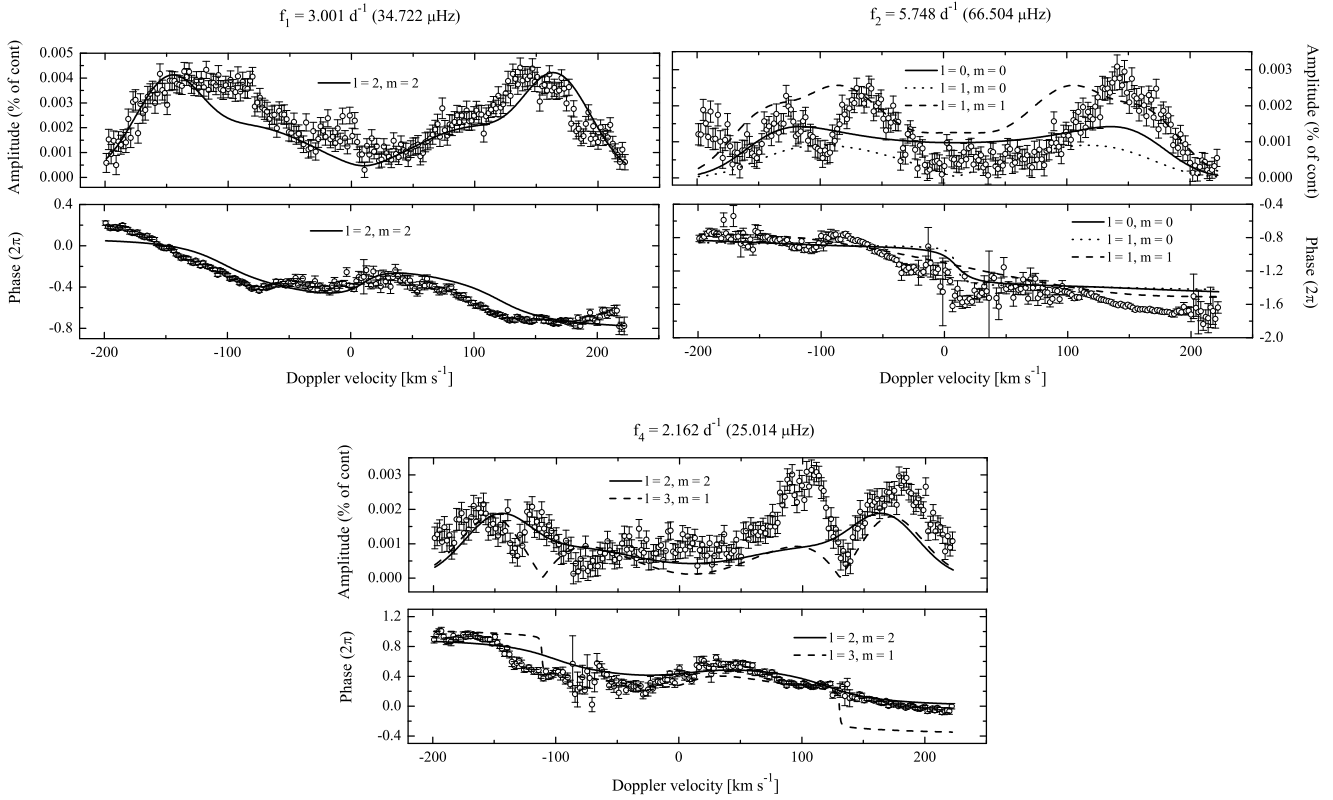 f1 = 3.001 d-1 (34.722 μHz)
Amplitude (% of cont)
0.005
0.004
0.003
0.002
0.001
0.000
l = 2, m = 2
Phase (2π)
0.4
0.0
-0.4
-0.8
l = 2, m = 2
-200 -100 0 100 200
Doppler velocity [km s-1]
f2 = 5.748 d-1 (66.504 μHz)
l = 0, m = 0
l = 1, m = 0
l = 1, m = 1
0.003
0.002
0.001
0.000
Amplitude (% of cont)
l = 0, m = 0
l = 1, m = 0
l = 1, m = 1
-0.4
-0.8
-1.2
-1.6
-2.0
Phase (2π)
-200 -100 0 100 200
Doppler velocity [km s-1]
f4 = 2.162 d-1 (25.014 μHz)
Amplitude (% of cont)
0.003
0.002
0.001
0.000
l = 2, m = 2
l = 3, m = 1
Phase (2π)
1.2
0.8
0.4
0.0
-0.4
l = 2, m = 2
l = 3, m = 1
-200 -100 0 100 200
Doppler velocity [km s-1]